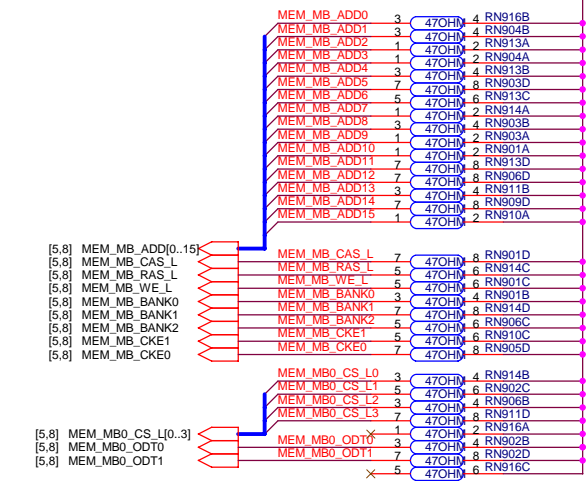 MEM_MB_ADD0 3 47OHM 4 RN916B
MEM_MB_ADD1 3 47OHM 4 RN904B
MEM_MB_ADD2 1 47OHM 2 RN913A
MEM_MB_ADD3 1 47OHM 2 RN904A
MEM_MB_ADD4 3 47OHM 4 RN913B
MEM_MB_ADD5 7 47OHM 8 RN903D
MEM_MB_ADD6 5 47OHM 6 RN913C
MEM_MB_ADD7 1 47OHM 2 RN914A
MEM_MB_ADD8 3 47OHM 4 RN903B
MEM_MB_ADD9 1 47OHM 2 RN903A
MEM_MB_ADD10 1 47OHM 2 RN901A
MEM_MB_ADD11 7 47OHM 8 RN913D
MEM_MB_ADD12 7 47OHM 8 RN906D
MEM_MB_ADD13 3 47OHM 4 RN911B
MEM_MB_ADD14 7 47OHM 8 RN909D
MEM_MB_ADD15 1 47OHM 2 RN910A
[5,8] MEM_MB_ADD[0..15]
[5,8] MEM_MB_CAS_L MEM_MB_CAS_L 7 47OHM 8 RN901D
[5,8] MEM_MB_RAS_L MEM_MB_RAS_L 5 47OHM 6 RN914C
[5,8] MEM_MB_WE_L MEM_MB_WE_L 5 47OHM 6 RN901C
[5,8] MEM_MB_BANK0 MEM_MB_BANK0 3 47OHM 4 RN901B
[5,8] MEM_MB_BANK1 MEM_MB_BANK1 7 47OHM 8 RN914D
[5,8] MEM_MB_BANK2 MEM_MB_BANK2 5 47OHM 6 RN906C
[5,8] MEM_MB_CKE1 MEM_MB_CKE1 5 47OHM 6 RN910C
[5,8] MEM_MB_CKE0 MEM_MB_CKE0 7 47OHM 8 RN905D
MEM_MB0_CS_L0 3 47OHM 4 RN914B
MEM_MB0_CS_L1 5 47OHM 6 RN902C
MEM_MB0_CS_L2 3 47OHM 4 RN906B
MEM_MB0_CS_L3 7 47OHM 8 RN911D
[5,8] MEM_MB0_CS_L[0..3] 1 47OHM 2 RN916A
[5,8] MEM_MB0_ODT0 MEM_MB0_ODT0 3 47OHM 4 RN902B
[5,8] MEM_MB0_ODT1 MEM_MB0_ODT1 7 47OHM 8 RN902D
5 47OHM 6 RN916C